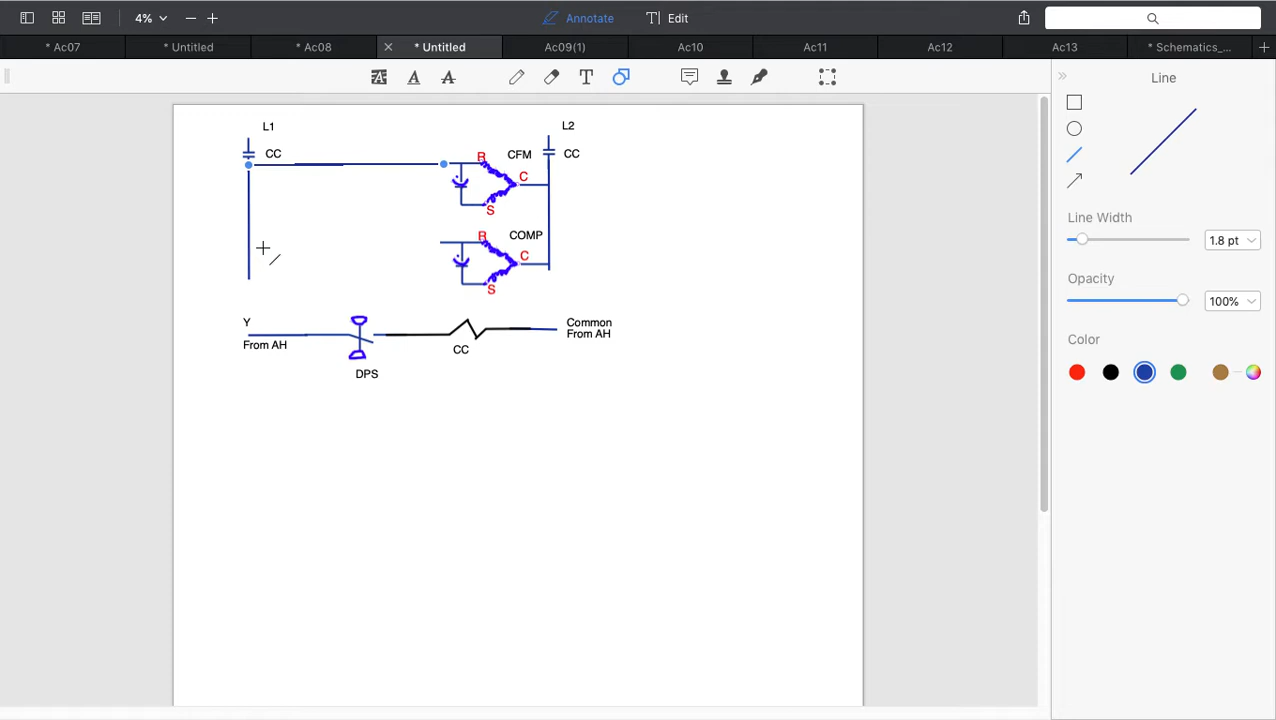 4%
Annotate
Edit
* Ac07
* Untitled
* Ac08
* Untitled
Ac09(1)
Ac10
Ac11
Ac12
Ac13
* Schematics_...
A
A
A
T
Line
L1
L2
CC
R
CFM
CC
C
S
R
COMP
C
S
Y
From AH
CC
Common
From AH
DPS
Line Width
1.8 pt
Opacity
100%
Color